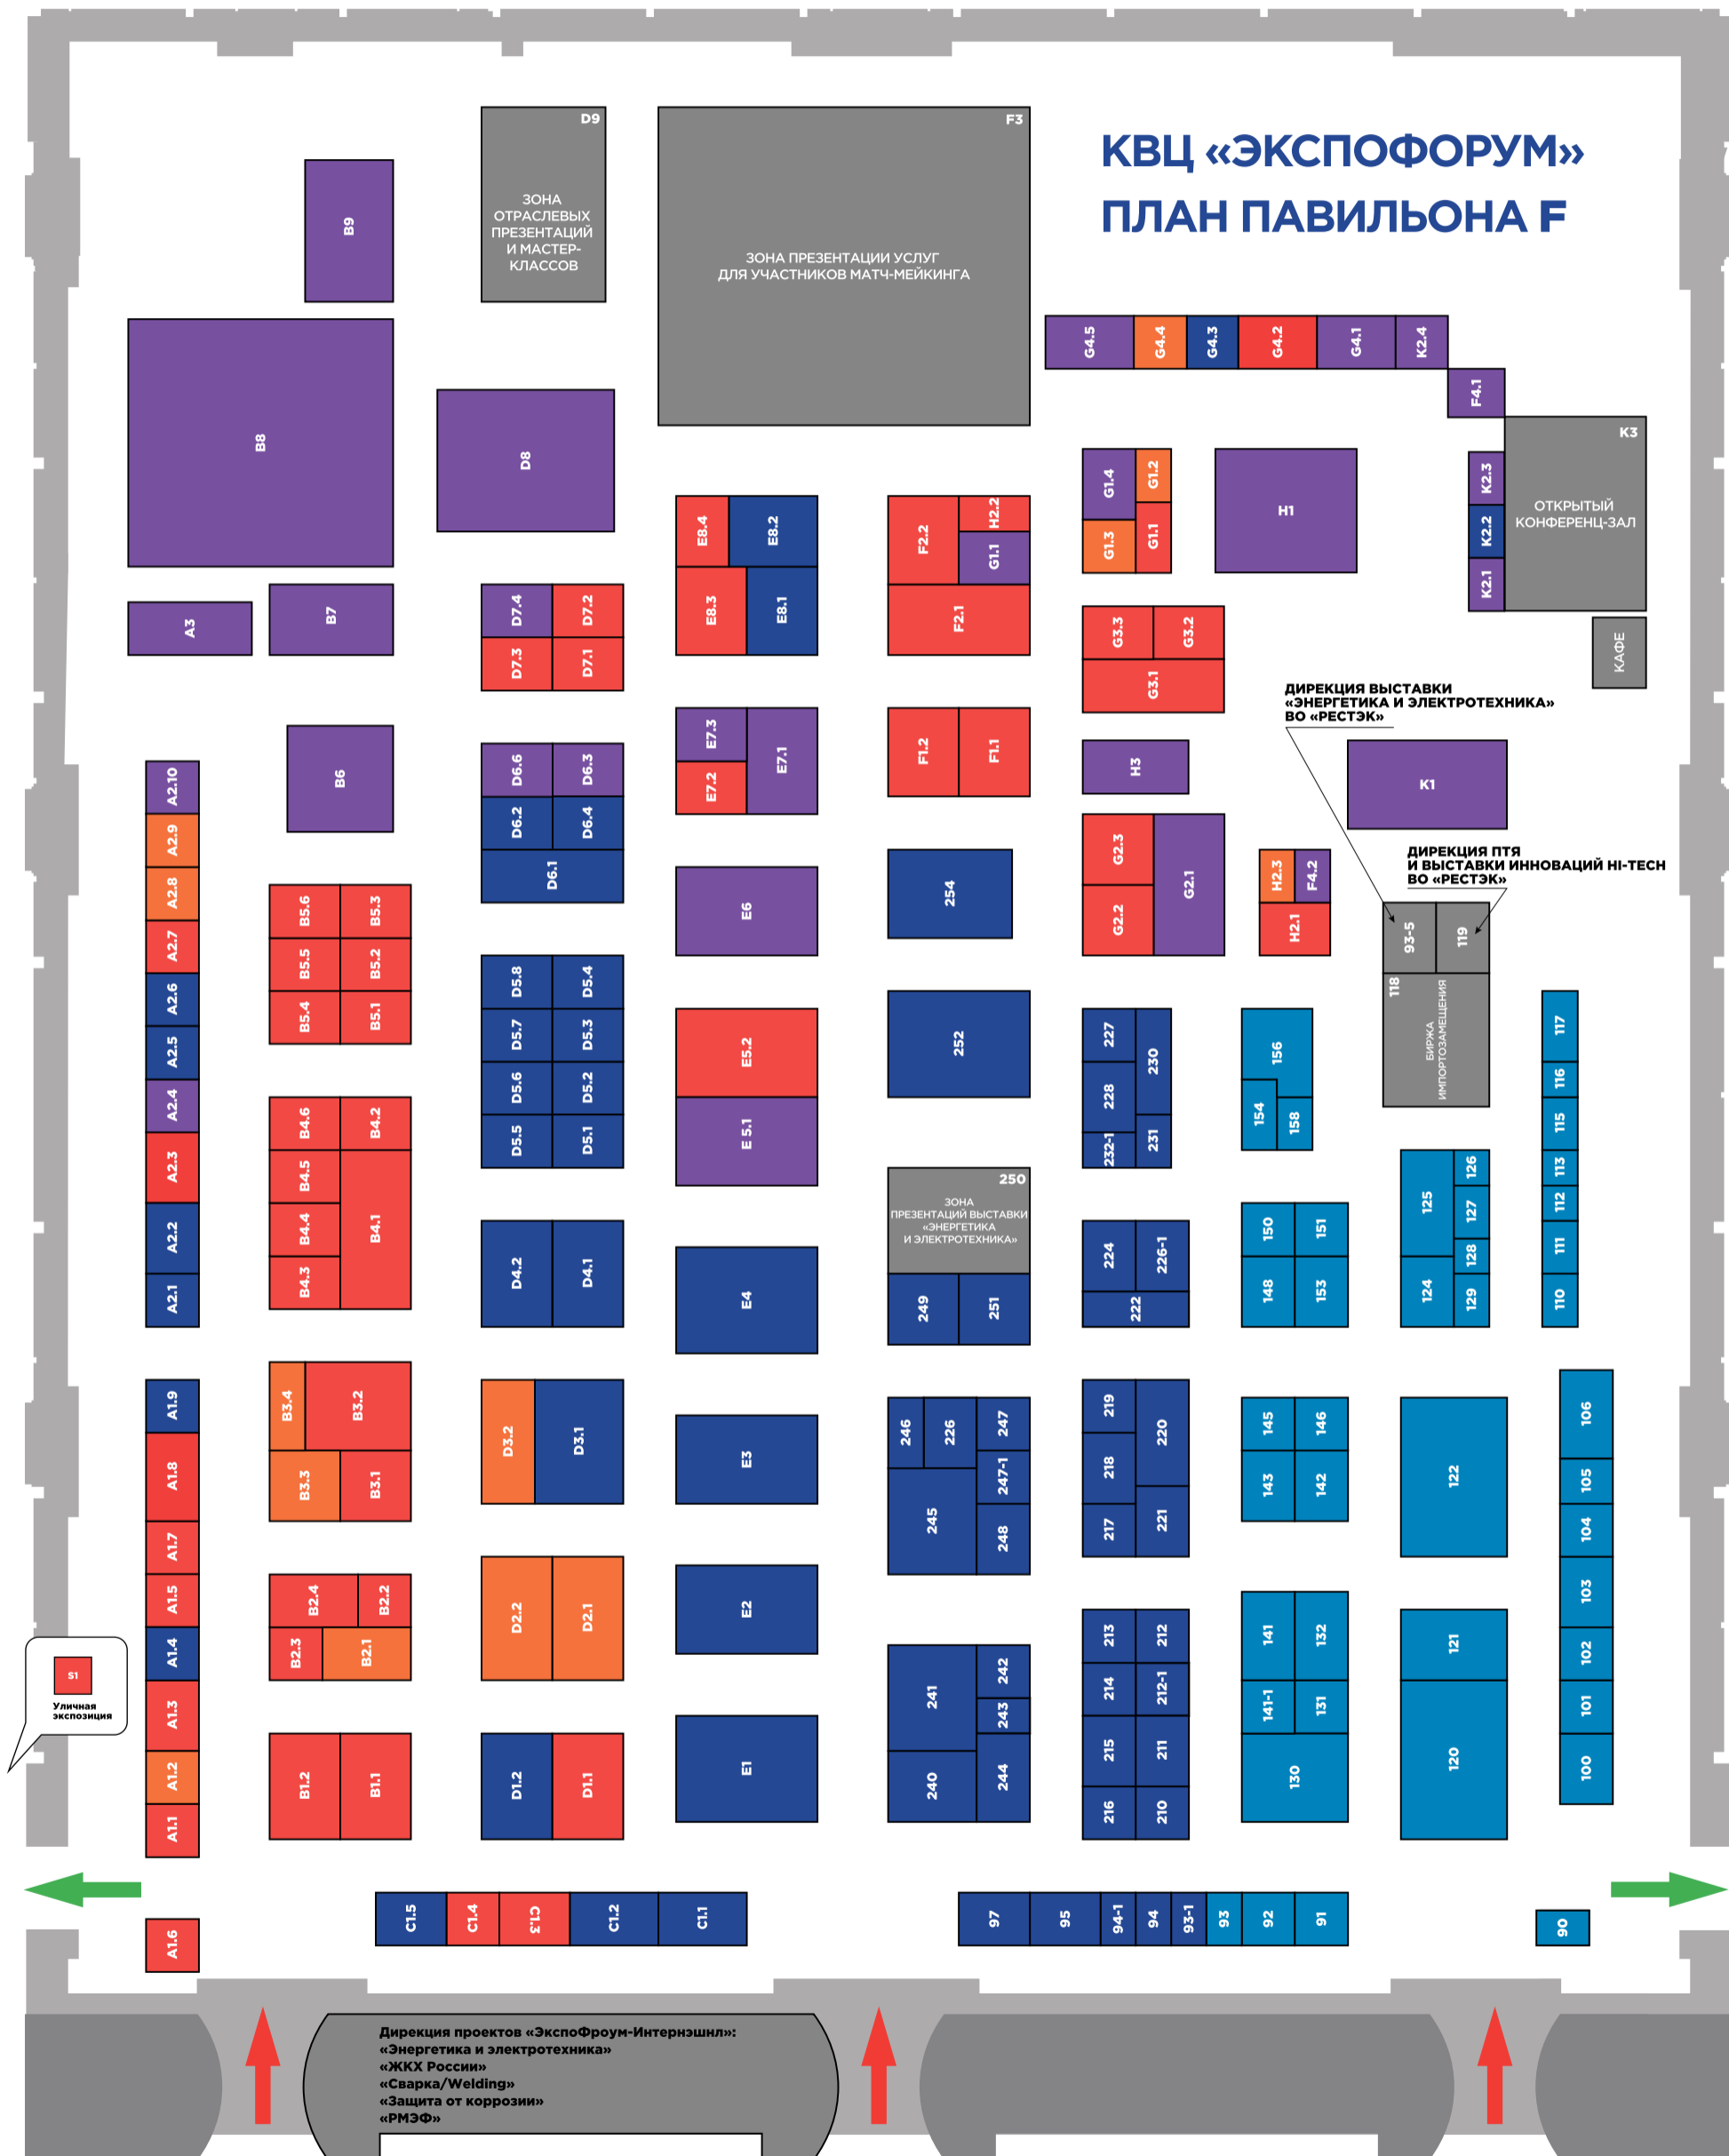 КВЦ «ЭКСПОФОРУМ»
ПЛАН ПАВИЛЬОНА F
D9
ЗОНА
ОТРАСЛЕВЫХ
ПРЕЗЕНТАЦИЙ
И МАСТЕР-
КЛАССОВ
F3
ЗОНА ПРЕЗЕНТАЦИИ УСЛУГ
ДЛЯ УЧАСТНИКОВ МАТЧ-МЕЙКИНГА
B9
B8
D8
G4.5
G4.4
G4.3
G4.2
G4.1
K2.4
F4.1
K3
ОТКРЫТЫЙ
КОНФЕРЕНЦ-ЗАЛ
K2.3
K2.2
K2.1
КАФЕ
G1.4
G1.2
G1.3
G1.1
H1
E8.4
E8.2
E8.3
E8.1
F2.2
H2.2
G1.1
F2.1
A3
B7
D7.4
D7.2
D7.3
D7.1
G3.3
G3.2
G3.1
ДИРЕКЦИЯ ВЫСТАВКИ
«ЭНЕРГЕТИКА И ЭЛЕКТРОТЕХНИКА»
ВО «РЕСТЭК»
B6
D6.6
D6.3
D6.2
D6.4
D6.1
E7.3
E7.1
E7.2
F1.2
F1.1
H3
K1
ДИРЕКЦИЯ ПТЯ
И ВЫСТАВКИ ИННОВАЦИЙ HI-TECH
ВО «РЕСТЭК»
A2.10
A2.9
A2.8
A2.7
A2.6
A2.5
A2.4
A2.3
A2.2
A2.1
B5.6
B5.3
B5.5
B5.2
B5.4
B5.1
E6
254
G2.3
G2.2
G2.1
H2.3
F4.2
H2.1
93-5
119
118
БИРЖА
ИМПОРТОЗАМЕЩЕНИЯ
D5.8
D5.4
D5.7
D5.3
D5.6
D5.2
D5.5
D5.1
E5.2
E 5.1
252
227
230
228
232-1
231
156
154
158
117
116
115
113
112
111
110
B4.6
B4.2
B4.5
B4.4
B4.3
B4.1
250
ЗОНА
ПРЕЗЕНТАЦИЙ ВЫСТАВКИ
«ЭНЕРГЕТИКА
И ЭЛЕКТРОТЕХНИКА»
249
251
D4.2
D4.1
E4
224
226-1
222
150
151
148
153
125
126
127
128
124
129
A1.9
A1.8
A1.7
A1.5
A1.4
A1.3
A1.2
A1.1
B3.4
B3.2
B3.3
B3.1
D3.2
D3.1
E3
246
226
247
247-1
245
248
219
220
218
217
221
145
146
143
142
122
106
105
104
103
102
101
100
B2.4
B2.2
B2.3
B2.1
D2.2
D2.1
E2
241
242
243
240
244
213
212
214
212-1
215
211
216
210
141
132
141-1
131
130
121
120
S1
Уличная
экспозиция
B1.2
B1.1
D1.2
D1.1
E1
A1.6
C1.5
C1.4
C1.3
C1.2
C1.1
97
95
94-1
94
93-1
93
92
91
90
Дирекция проектов «ЭкспоФроум-Интернэшнл»:
«Энергетика и электротехника»
«ЖКХ России»
«Сварка/Welding»
«Защита от коррозии»
«РМЭФ»